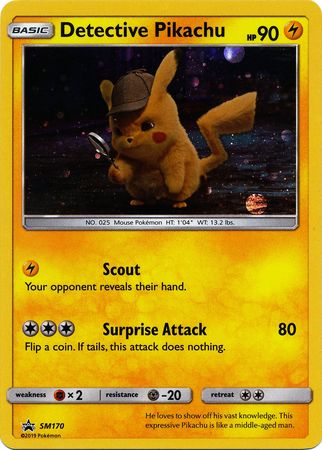 BASIC Detective Pikachu HP 90
NO. 025 Mouse Pokémon HT: 1'04" WT: 13.2 lbs.
Scout
Your opponent reveals their hand.
Surprise Attack 80
Flip a coin. If tails, this attack does nothing.
weakness × 2 resistance -20 retreat
SM170
©2019 Pokémon
He loves to show off his vast knowledge. This
expressive Pikachu is like a middle-aged man.